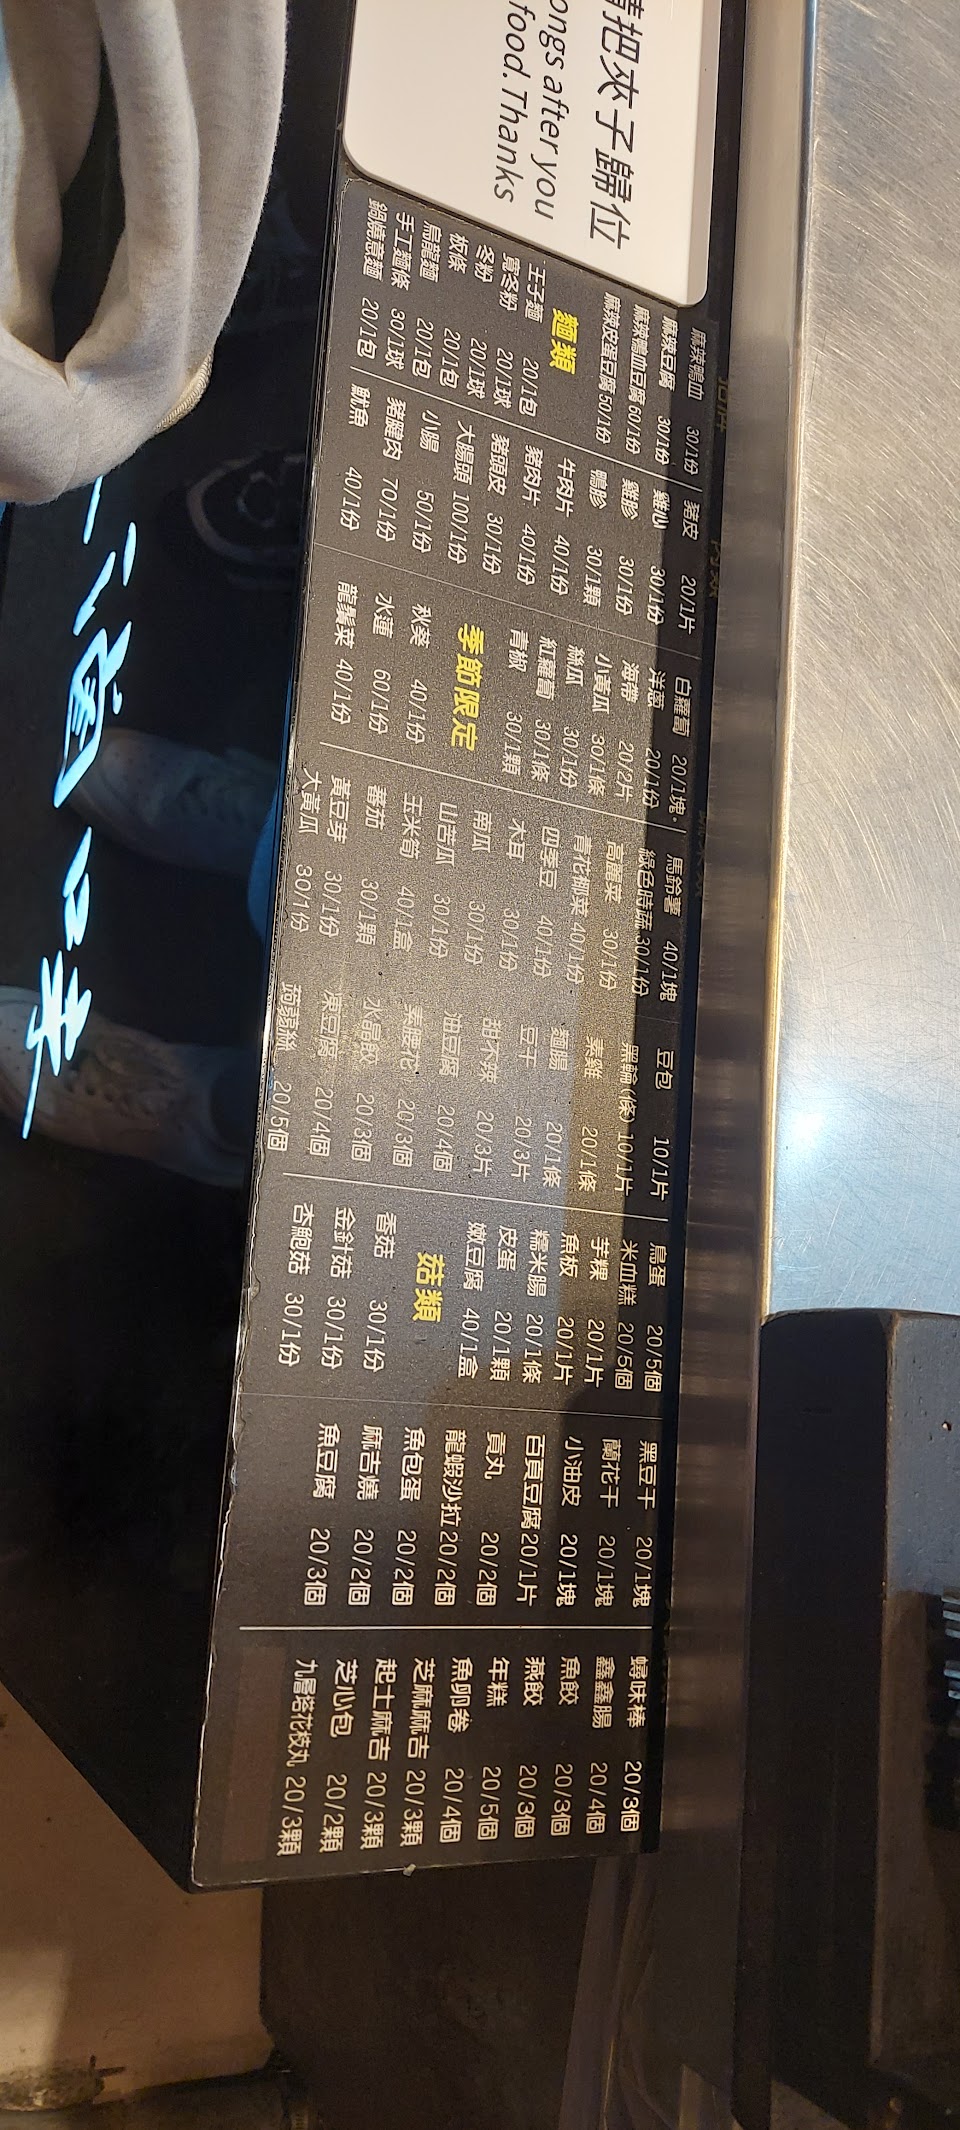 請把夾子歸位
ongs after you
food. Thanks
麻辣鴨血 30/1份
麻辣豆腐 30/1份
麻辣鴨血豆腐 60/1份
麻辣皮蛋豆腐 50/1份
麵類
王子麵 20/1包
寬冬粉 20/1球
冬粉 20/1球
板條 20/1包
烏龍麵 20/1包
手工麵條 30/1球
鍋燒意麵 20/1包
豬皮 20/1片
雞心 30/1份
雞胗 30/1份
鴨胗 30/1顆
牛肉片 40/1份
豬肉片 40/1份
豬頭皮 30/1份
大腸頭 100/1份
小腸 50/1份
豬腱肉 70/1份
魷魚 40/1份
白蘿蔔 20/1塊
洋蔥 20/1份
海帶 20/2片
小黃瓜 30/1條
絲瓜 30/1份
紅蘿蔔 30/1條
青椒 30/1顆
季節限定
秋葵 40/1份
水蓮 60/1份
龍鬚菜 40/1份
馬鈴薯 40/1塊
綠色時蔬 30/1份
高麗菜 30/1份
青花椰菜 40/1份
四季豆 40/1份
木耳 30/1份
南瓜 30/1份
山苦瓜 30/1份
玉米筍 40/1盒
蕃茄 30/1顆
黃豆芽 30/1份
大黃瓜 30/1份
豆包 10/1片
黑輪(條) 10/1片
素雞 20/1條
麵腸 20/1條
豆干 20/3片
甜不辣 20/3片
油豆腐 20/4個
素腰花 20/3個
水晶餃 20/3個
凍豆腐 20/4個
蒟蒻絲 20/5個
鳥蛋 20/5個
米血糕 20/5個
芋粿 20/1片
魚板 20/1片
糯米腸 20/1條
皮蛋 20/1顆
嫩豆腐 40/1盒
菇類
香菇 30/1份
金針菇 30/1份
杏鮑菇 30/1份
黑豆干 20/1塊
蘭花干 20/1塊
小油皮 20/1塊
百頁豆腐 20/1片
貢丸 20/2個
龍蝦沙拉 20/2個
魚包蛋 20/2個
麻吉燒 20/2個
魚豆腐 20/3個
蟳味棒 20/3個
鑫鑫腸 20/4個
魚餃 20/3個
燕餃 20/3個
年糕 20/5個
魚卵卷 20/4個
芝麻麻吉 20/3顆
起士麻吉 20/3顆
芝心包 20/2顆
九層塔花枝丸 20/3顆